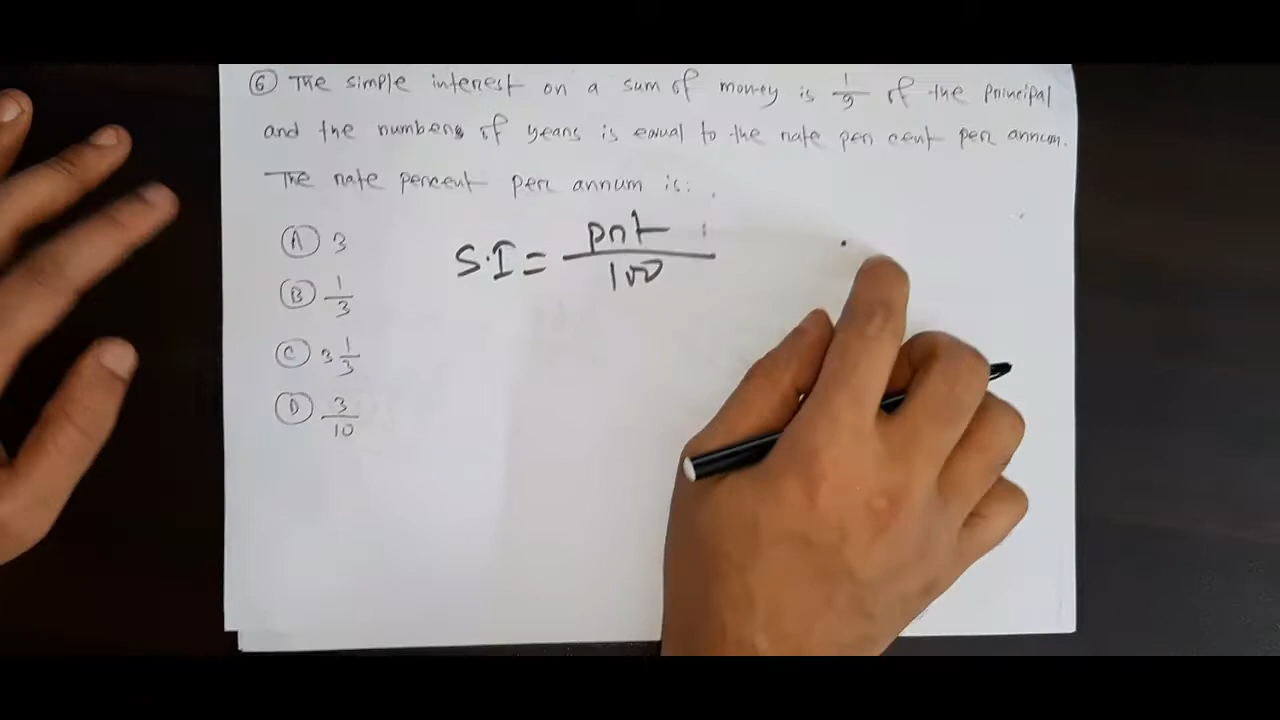 6 The simple interest on a sum of money is 1/9 of the principal
and the numbers of years is equal to the rate per cent per annum.
The rate percent per annum is:
A 3
B 1/3
C 3 1/3
D 3/10
S.I = prt/100